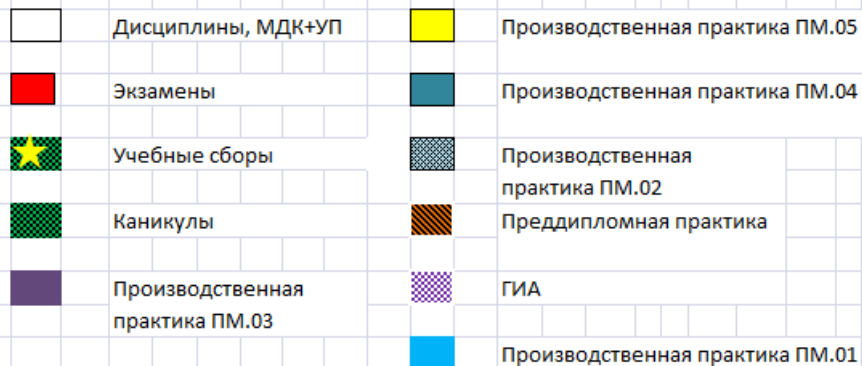 Дисциплины, МДК+УП
Производственная практика ПМ.05
Экзамены
Производственная практика ПМ.04
Учебные сборы
Производственная
практика ПМ.02
Каникулы
Преддипломная практика
Производственная
практика ПМ.03
ГИА
Производственная практика ПМ.01